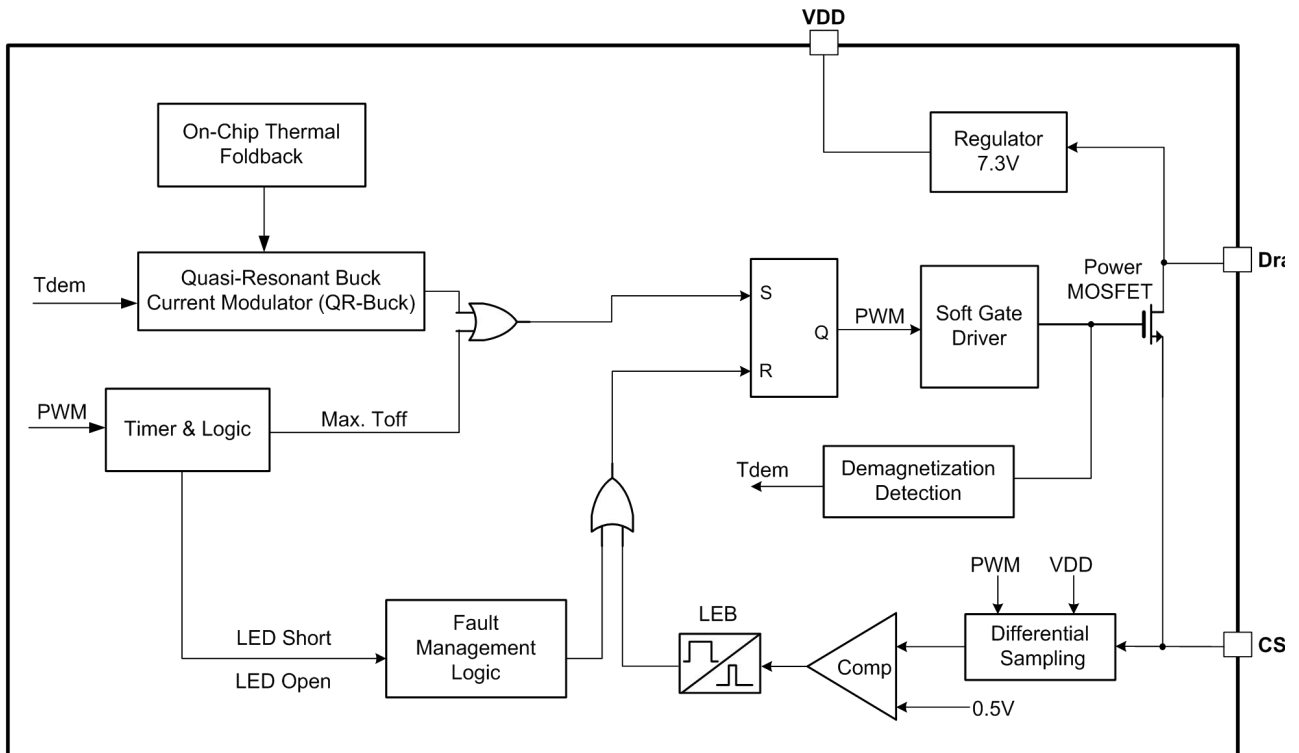 VDD
On-Chip Thermal
Foldback
Regulator
7.3V
Tdem
Quasi-Resonant Buck
Current Modulator (QR-Buck)
S
Q
R
PWM
Soft Gate
Driver
Power
MOSFET
Dra
PWM
Timer & Logic
Max. Toff
Tdem
Demagnetization
Detection
PWM
VDD
LED Short
LED Open
Fault
Management
Logic
LEB
Comp
Differential
Sampling
CS
0.5V